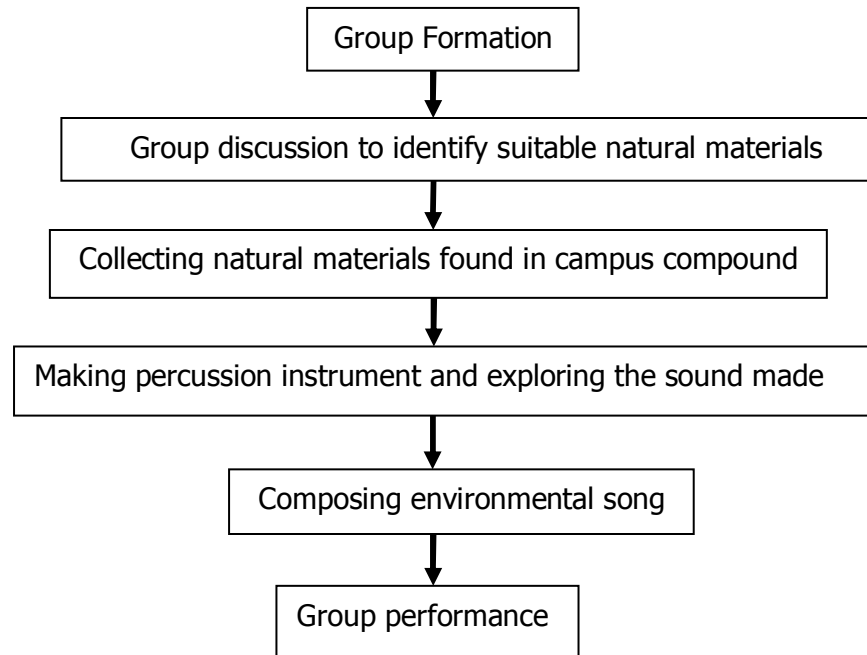 Group Formation
Group discussion to identify suitable natural materials
Collecting natural materials found in campus compound
Making percussion instrument and exploring the sound made
Composing environmental song
Group performance